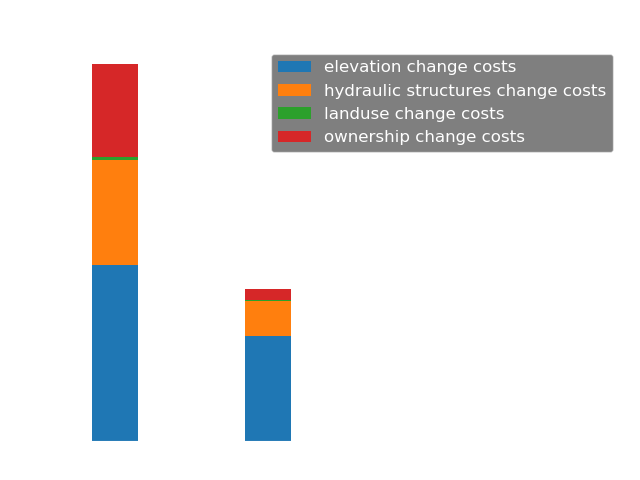 elevation change costs
hydraulic structures change costs
landuse change costs
ownership change costs